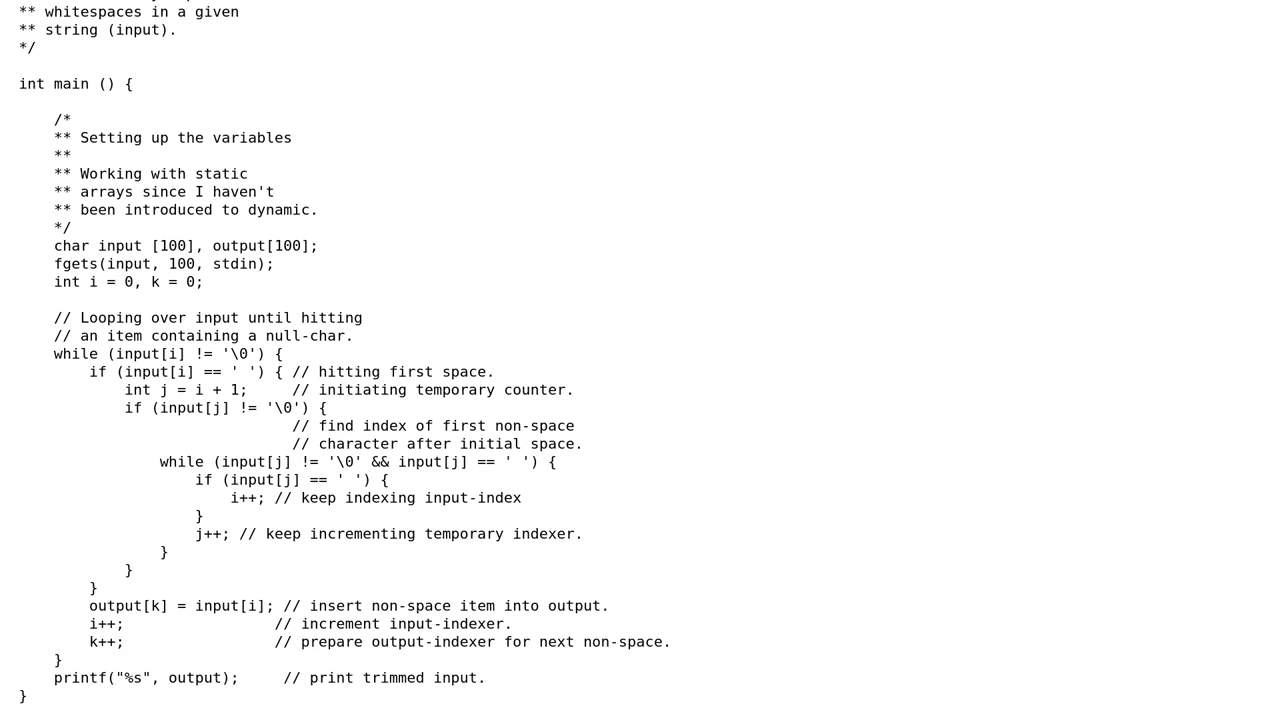 ** whitespaces in a given
** string (input).
*/

int main () {

    /*
    ** Setting up the variables
    **
    ** Working with static
    ** arrays since I haven't
    ** been introduced to dynamic.
    */
    char input [100], output[100];
    fgets(input, 100, stdin);
    int i = 0, k = 0;

    // Looping over input until hitting
    // an item containing a null-char.
    while (input[i] != '\0') {
        if (input[i] == ' ') { // hitting first space.
            int j = i + 1;     // initiating temporary counter.
            if (input[j] != '\0') {
                               // find index of first non-space
                               // character after initial space.
                while (input[j] != '\0' && input[j] == ' ') {
                    if (input[j] == ' ') {
                        i++; // keep indexing input-index
                    }
                    j++; // keep incrementing temporary indexer.
                }
            }
        }
        output[k] = input[i]; // insert non-space item into output.
        i++;                 // increment input-indexer.
        k++;                 // prepare output-indexer for next non-space.
    }
    printf("%s", output);     // print trimmed input.
}